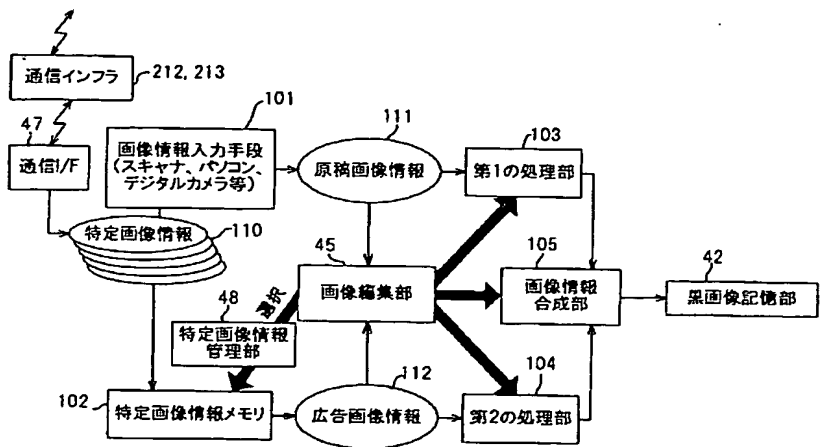 通信インフラ
212, 213
47
通信I/F
101
画像情報入力手段
(スキャナ、パソコン、
デジタルカメラ等)
111
原稿画像情報
103
第1の処理部
特定画像情報
110
45
画像編集部
105
画像情報
合成部
42
黒画像記憶部
選択
48
特定画像情報
管理部
102
特定画像情報メモリ
112
広告画像情報
104
第2の処理部